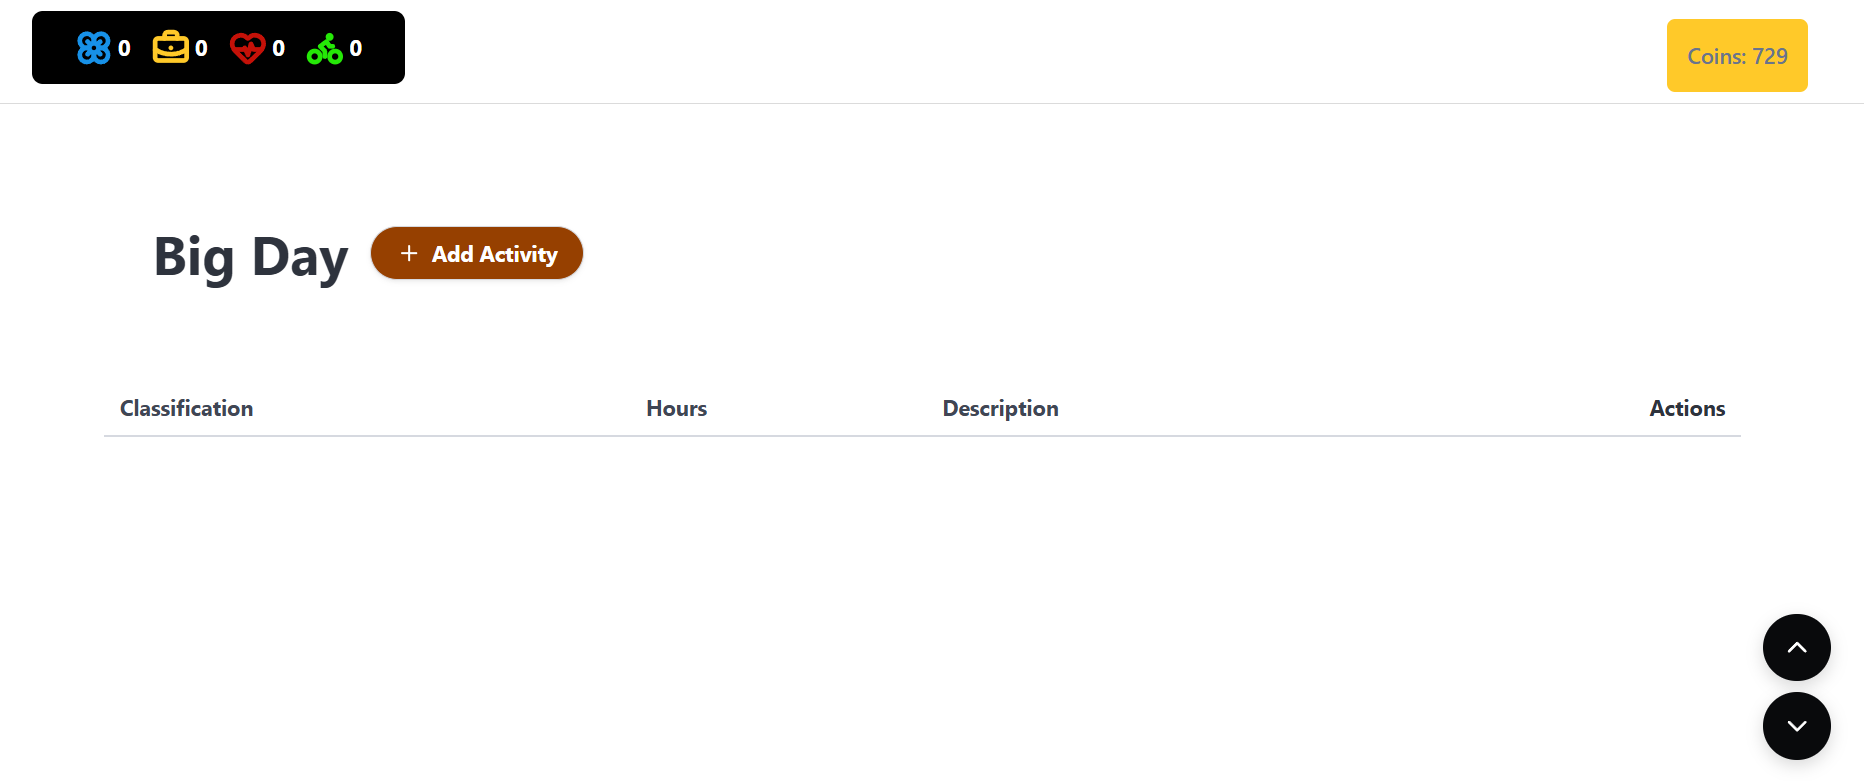 0 0 0 0
Coins: 729
Big Day
+ Add Activity
Classification Hours Description Actions